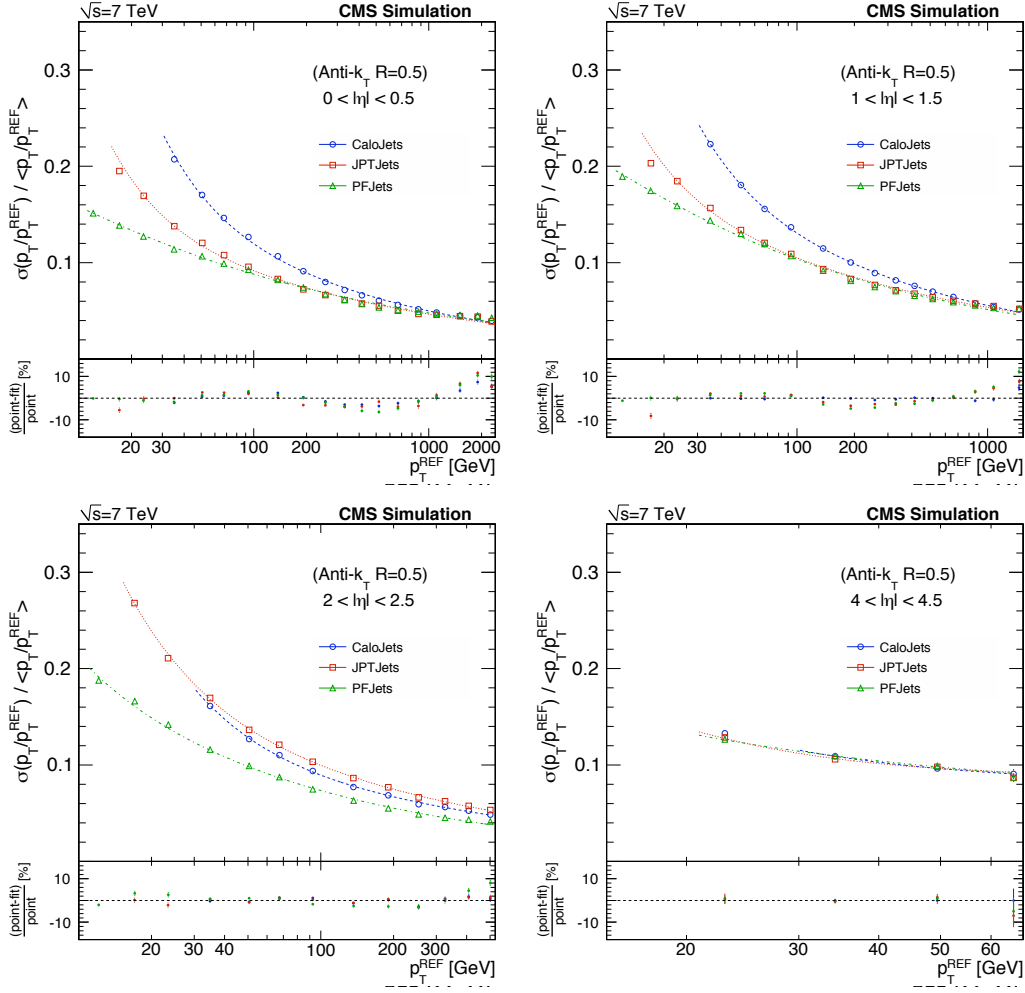 √s=7 TeV CMS Simulation
0.3
0.2
0.1
σ(p_T/p_T^REF) / <p_T/p_T^REF>
(Anti-k_T R=0.5)
0 < |η| < 0.5
CaloJets
JPTJets
PFJets
(point-fit)/point [%]
10
-10
20 30 100 200 1000 2000
p_T^REF [GeV]
√s=7 TeV CMS Simulation
0.3
0.2
0.1
σ(p_T/p_T^REF) / <p_T/p_T^REF>
(Anti-k_T R=0.5)
1 < |η| < 1.5
CaloJets
JPTJets
PFJets
(point-fit)/point [%]
10
-10
20 30 100 200 1000
p_T^REF [GeV]
√s=7 TeV CMS Simulation
0.3
0.2
0.1
σ(p_T/p_T^REF) / <p_T/p_T^REF>
(Anti-k_T R=0.5)
2 < |η| < 2.5
CaloJets
JPTJets
PFJets
(point-fit)/point [%]
10
-10
20 30 40 100 200 300
p_T^REF [GeV]
√s=7 TeV CMS Simulation
0.3
0.2
0.1
σ(p_T/p_T^REF) / <p_T/p_T^REF>
(Anti-k_T R=0.5)
4 < |η| < 4.5
CaloJets
JPTJets
PFJets
(point-fit)/point [%]
10
-10
20 30 40 50 60
p_T^REF [GeV]